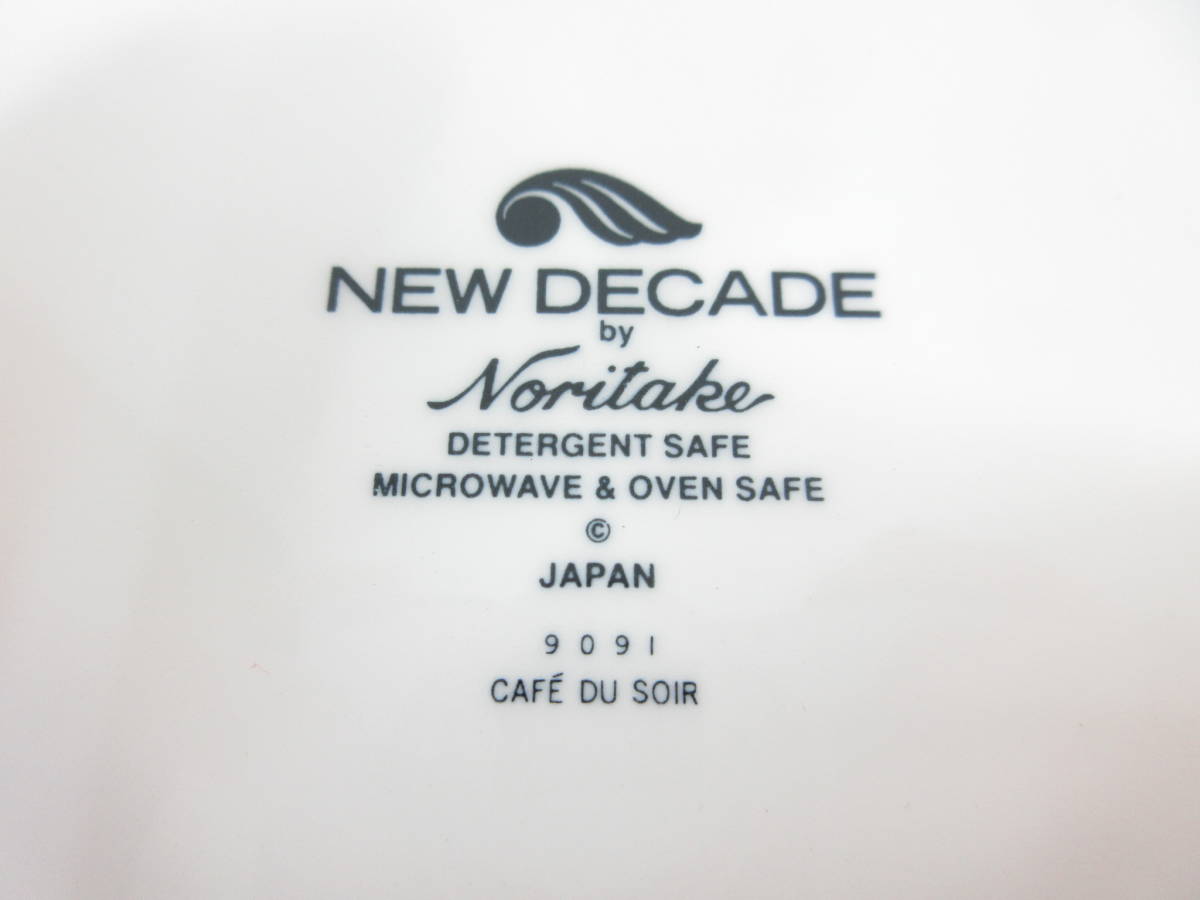 NEW DECADE
by
Noritake
DETERGENT SAFE
MICROWAVE & OVEN SAFE
©
JAPAN
9091
CAFÉ DU SOIR